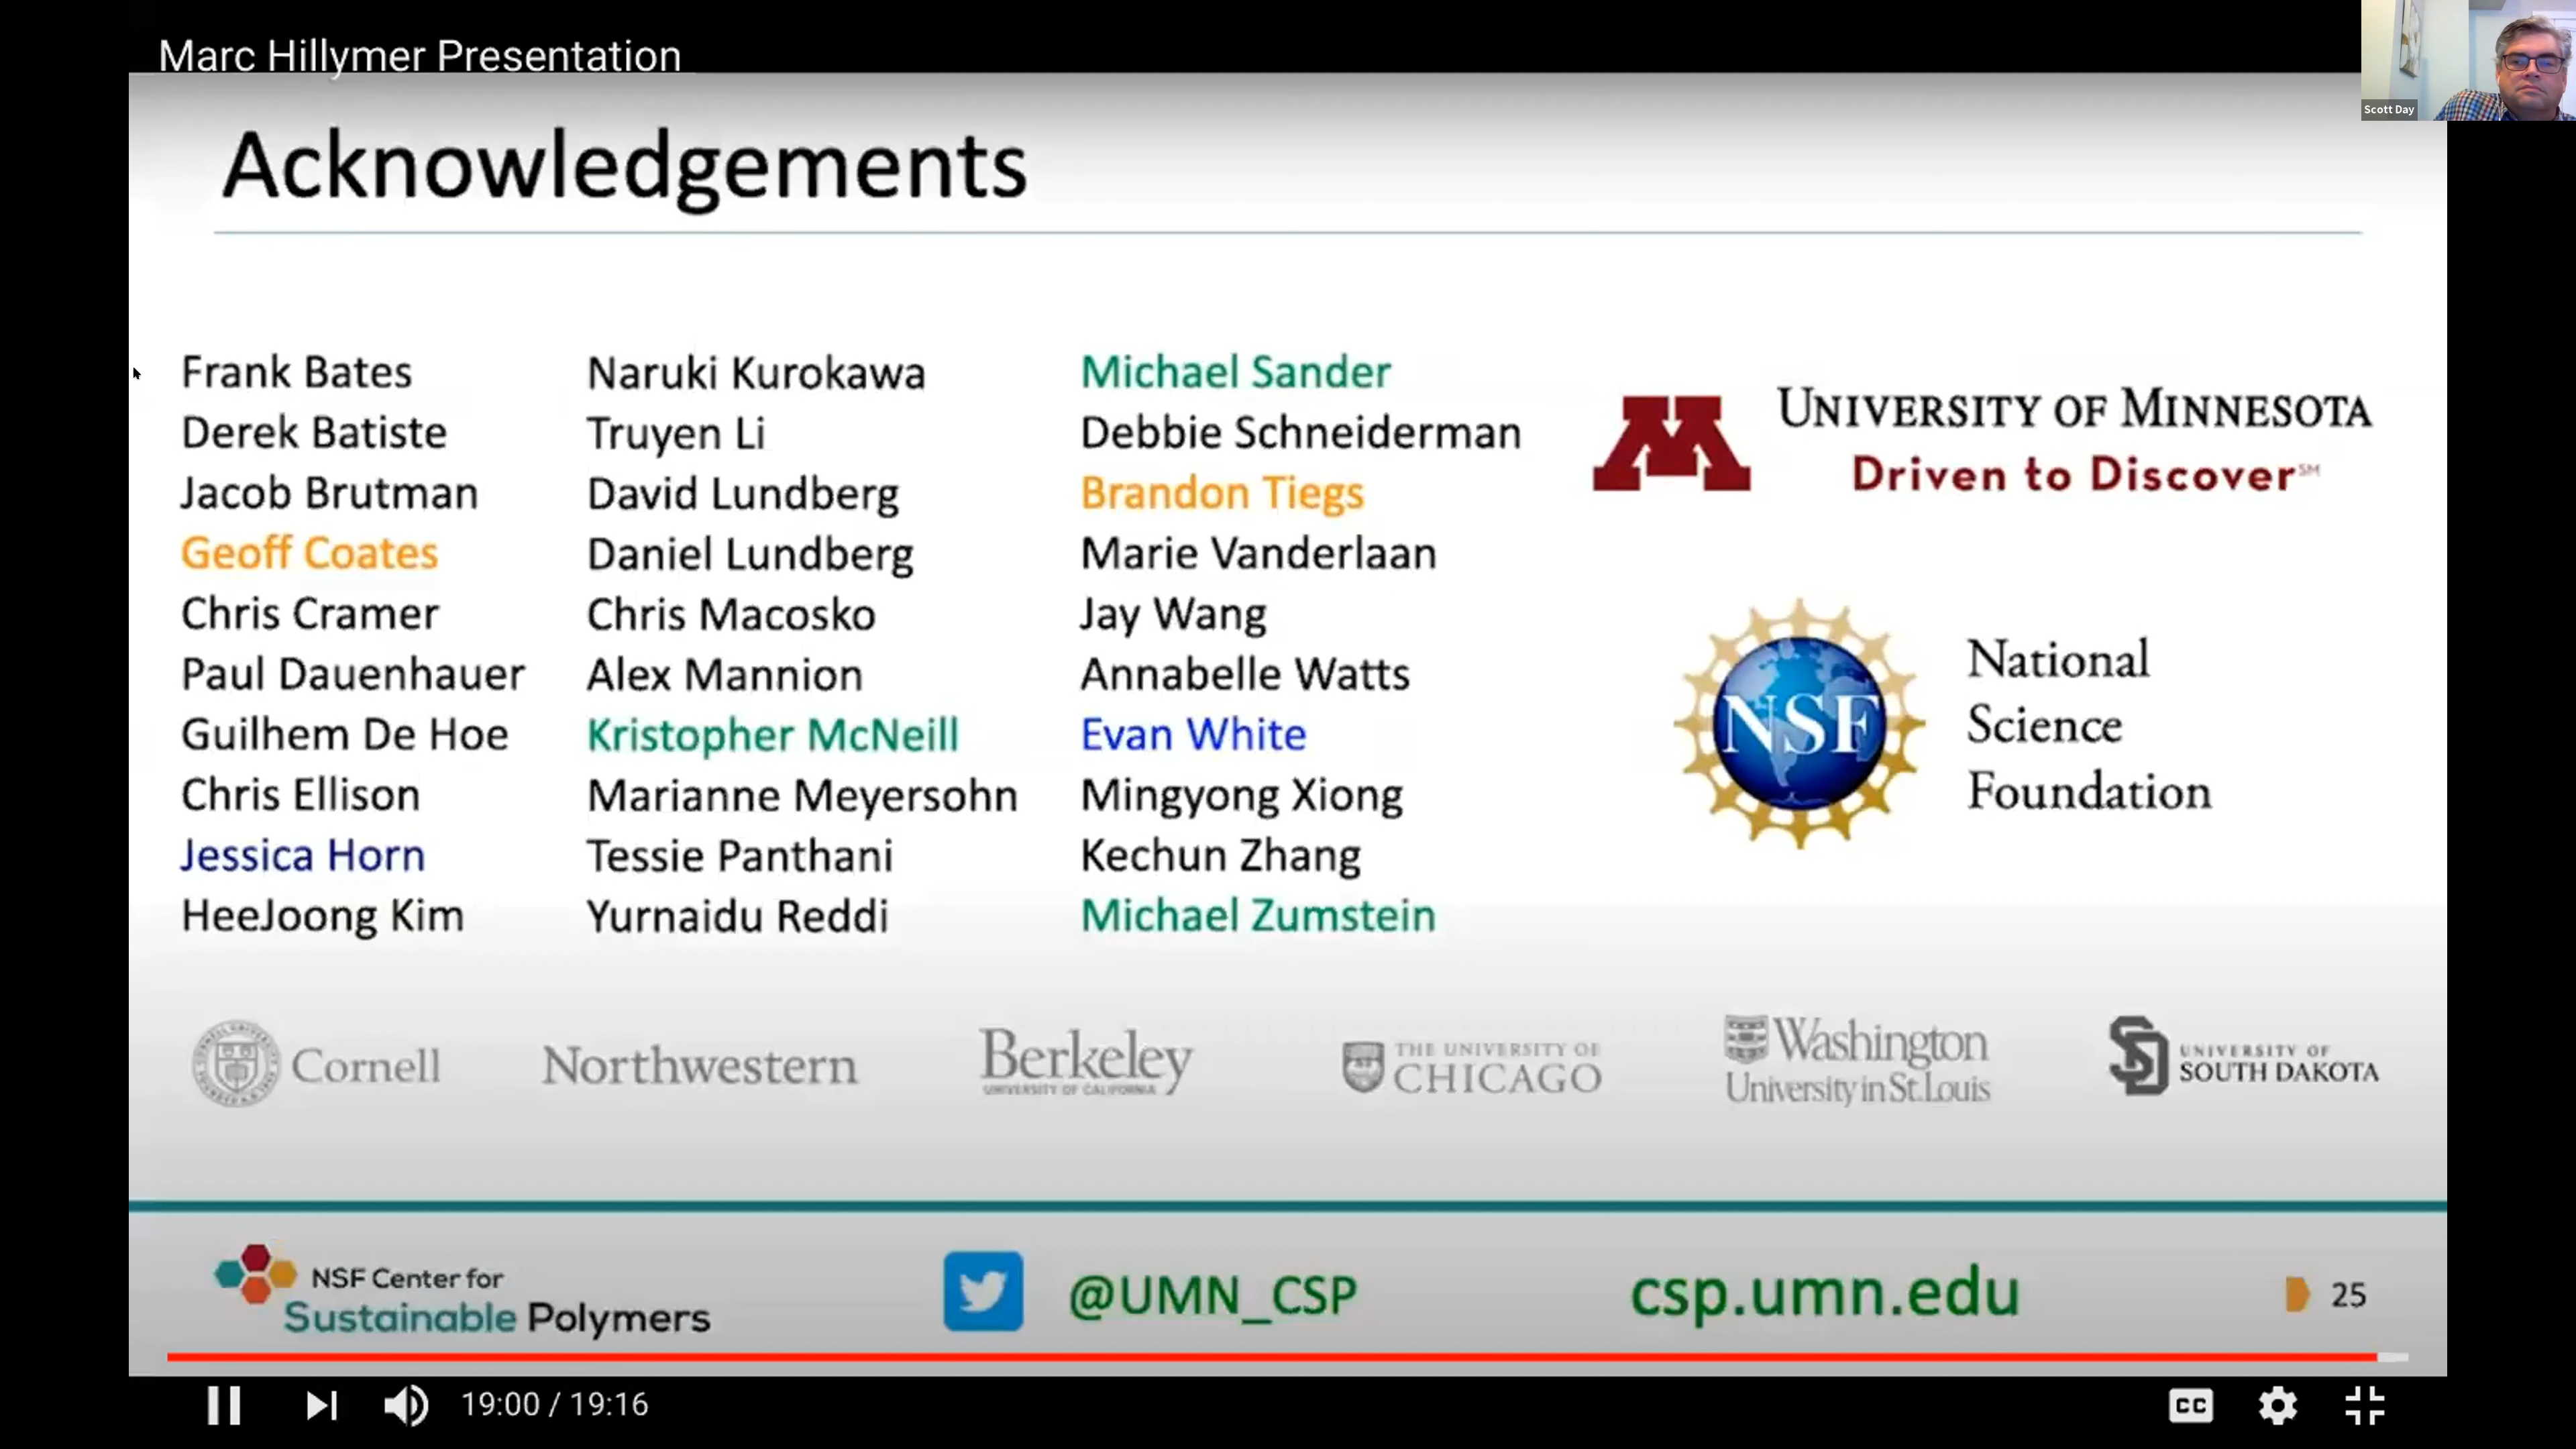 Marc Hillymer Presentation
Scott Day
Acknowledgements
Frank Bates
Derek Batiste
Jacob Brutman
Geoff Coates
Chris Cramer
Paul Dauenhauer
Guilhem De Hoe
Chris Ellison
Jessica Horn
HeeJoong Kim
Naruki Kurokawa
Truyen Li
David Lundberg
Daniel Lundberg
Chris Macosko
Alex Mannion
Kristopher McNeill
Marianne Meyersohn
Tessie Panthani
Yurnaidu Reddi
Michael Sander
Debbie Schneiderman
Brandon Tiegs
Marie Vanderlaan
Jay Wang
Annabelle Watts
Evan White
Mingyong Xiong
Kechun Zhang
Michael Zumstein
M
UNIVERSITY OF MINNESOTA
Driven to Discover℠
NSF
National
Science
Foundation
Cornell
Northwestern
Berkeley
UNIVERSITY OF CALIFORNIA
THE UNIVERSITY OF
CHICAGO
Washington
University in St. Louis
SD
UNIVERSITY OF
SOUTH DAKOTA
NSF Center for
Sustainable Polymers
@UMN_CSP
csp.umn.edu
25
19:00 / 19:16
CC